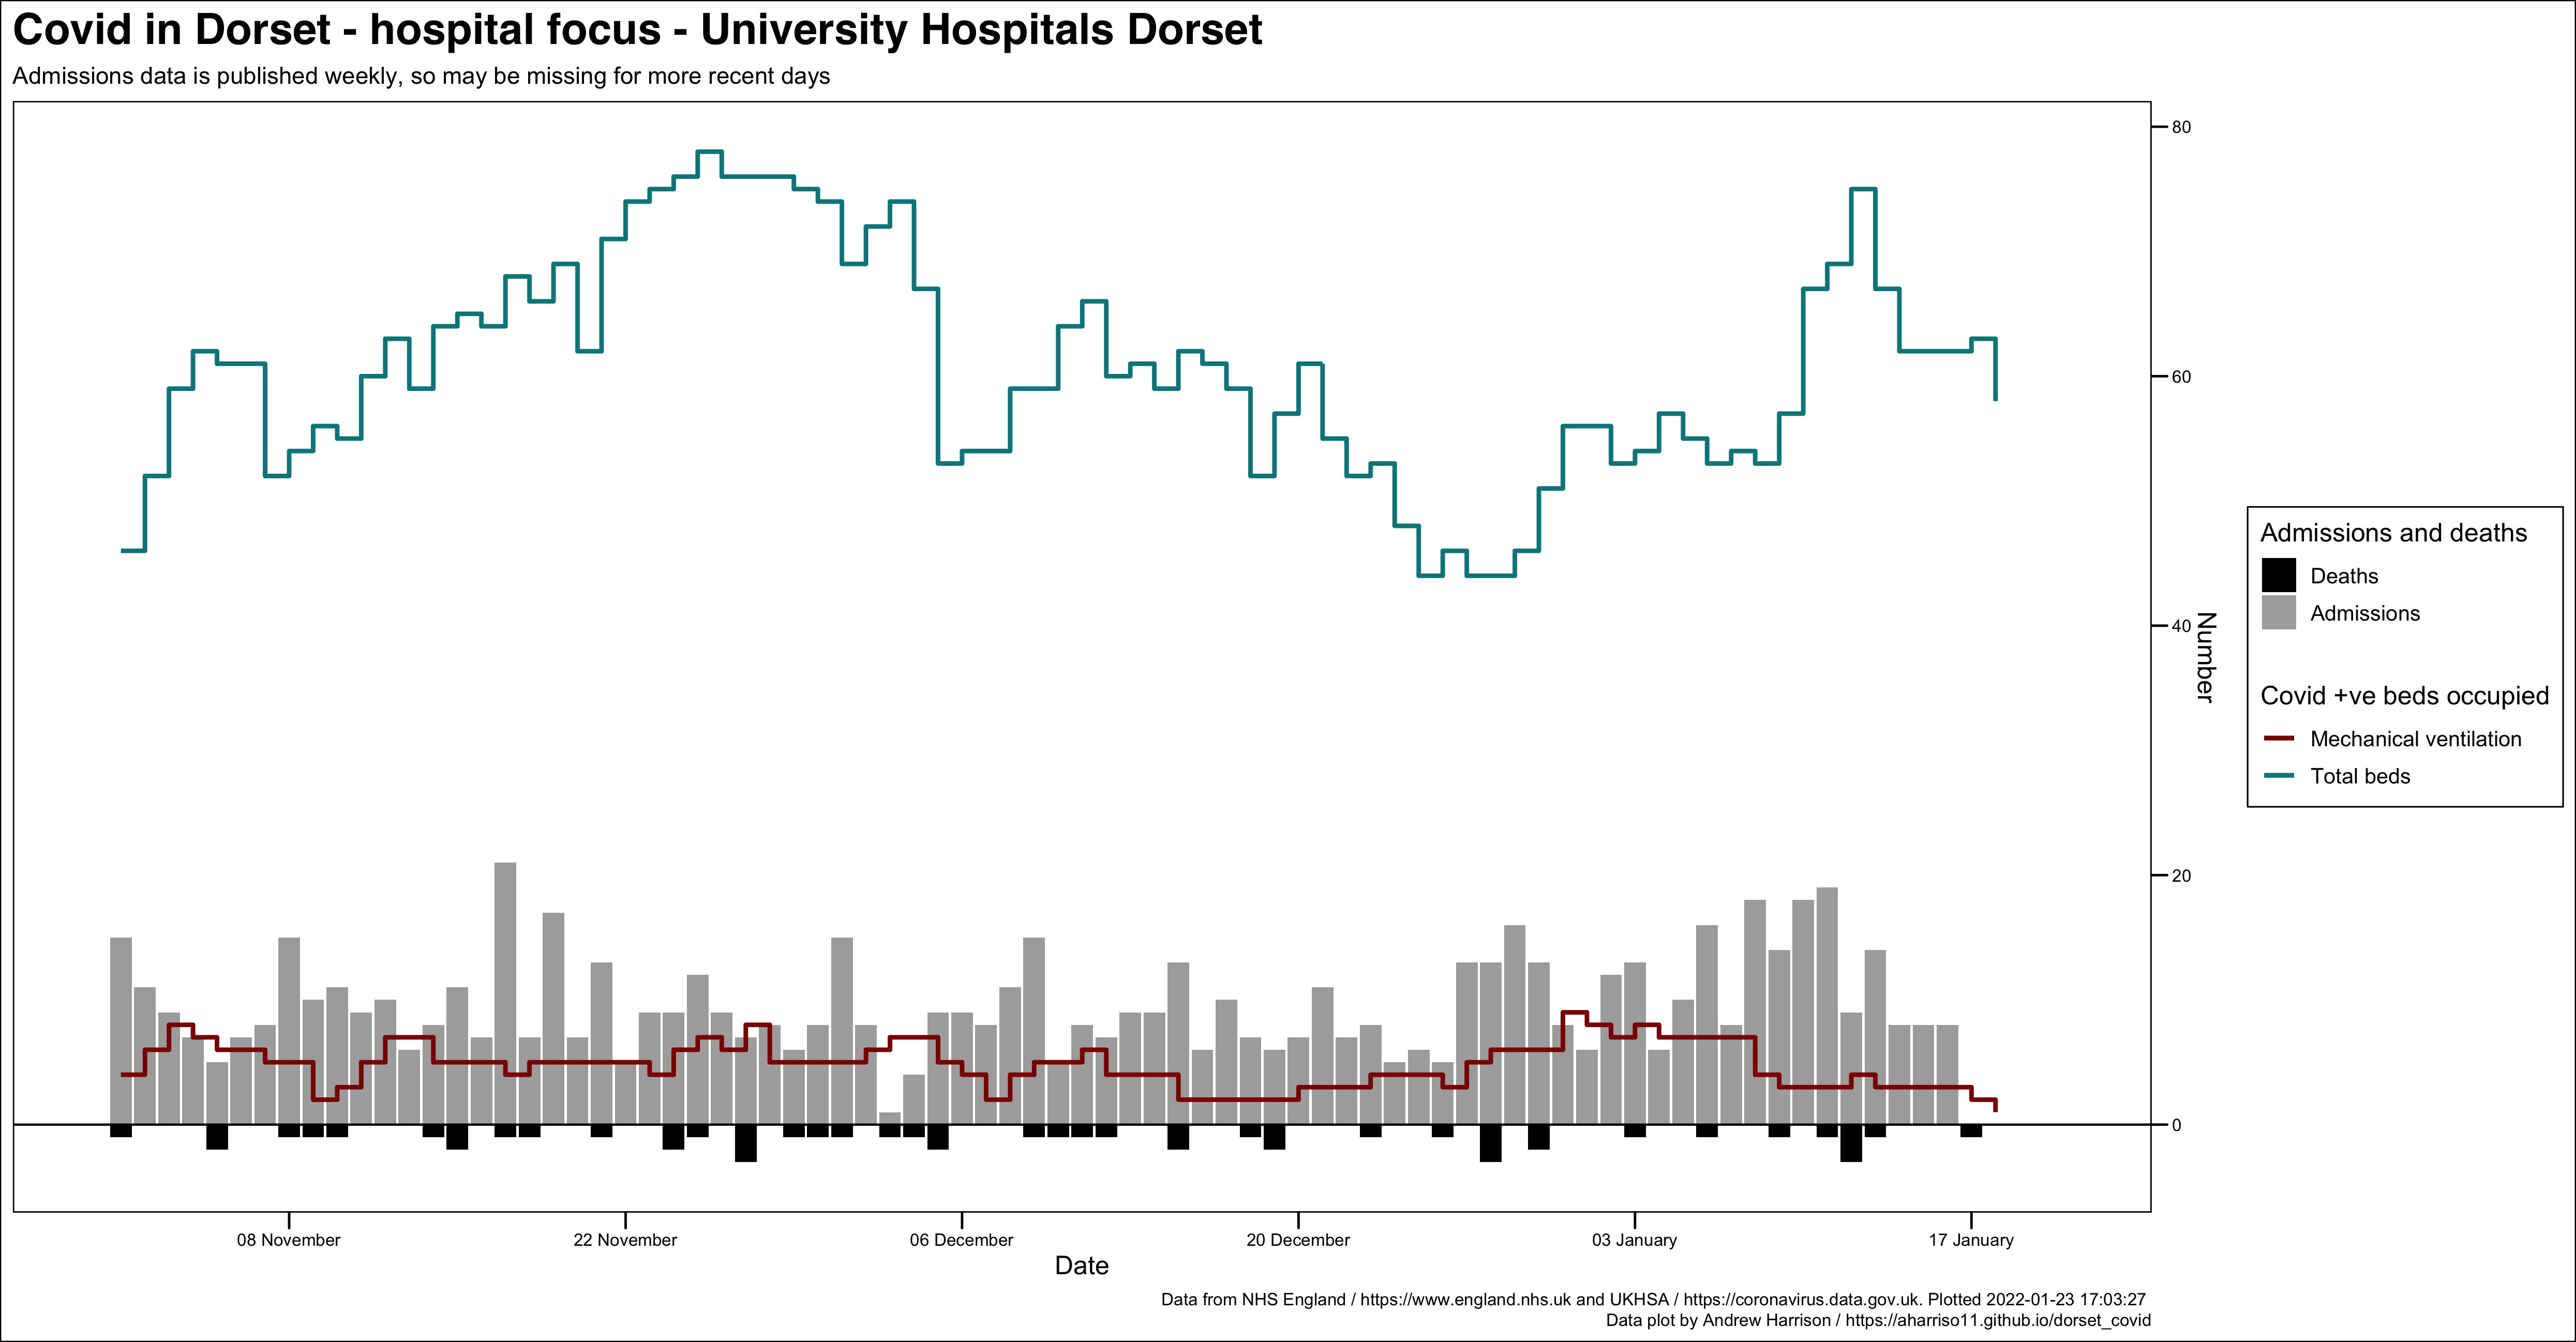 Covid in Dorset - hospital focus - University Hospitals Dorset
Admissions data is published weekly, so may be missing for more recent days
80
60
40
20
0
Number
Admissions and deaths
Deaths
Admissions
Covid +ve beds occupied
Mechanical ventilation
Total beds
08 November
22 November
06 December
20 December
03 January
17 January
Date
Data from NHS England / https://www.england.nhs.uk and UKHSA / https://coronavirus.data.gov.uk. Plotted 2022-01-23 17:03:27
Data plot by Andrew Harrison / https://aharriso11.github.io/dorset_covid